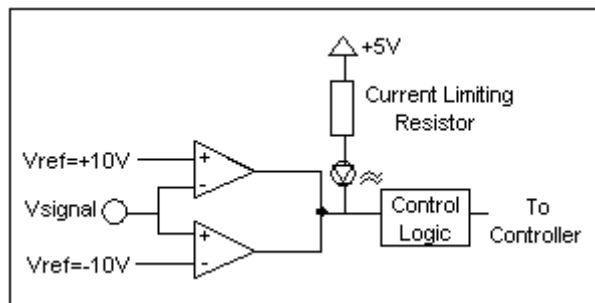 +5V
Current Limiting
Resistor
Vref=+10V
+
-
Vsignal
+
-
Vref=-10V
Control
Logic
To
Controller